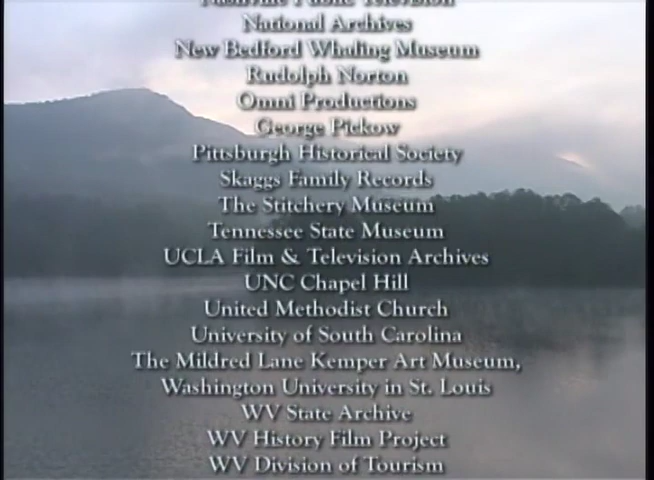 Nashville Public Television
National Archives
New Bedford Whaling Museum
Rudolph Norton
Omni Productions
George Pickow
Pittsburgh Historical Society
Skaggs Family Records
The Stitchery Museum
Tennessee State Museum
UCLA Film & Television Archives
UNC Chapel Hill
United Methodist Church
University of South Carolina
The Mildred Lane Kemper Art Museum,
Washington University in St. Louis
WV State Archive
WV History Film Project
WV Division of Tourism